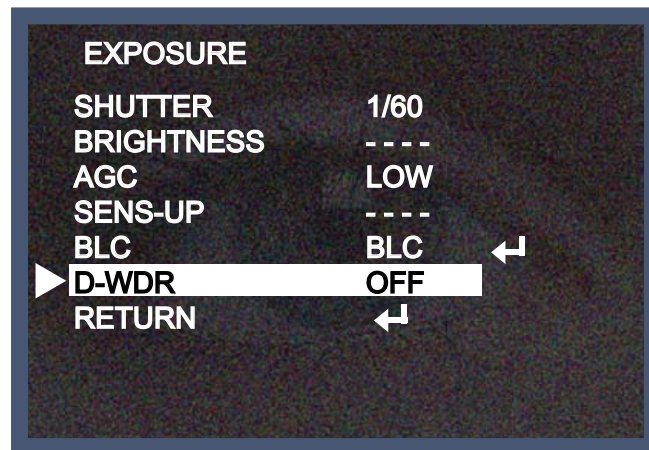 EXPOSURE
SHUTTER 1/60
BRIGHTNESS ----
AGC LOW
SENS-UP ----
BLC BLC ↵
D-WDR OFF
RETURN ↵